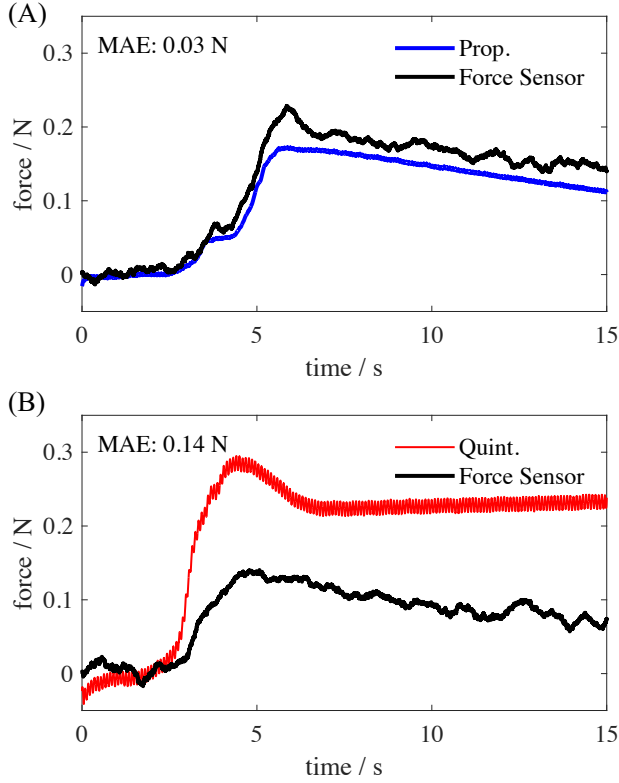 (A)
MAE: 0.03 N
Prop.
Force Sensor
0.3
0.2
0.1
0
force / N
0
5
10
15
time / s
(B)
MAE: 0.14 N
Quint.
Force Sensor
0.3
0.2
0.1
0
force / N
0
5
10
15
time / s